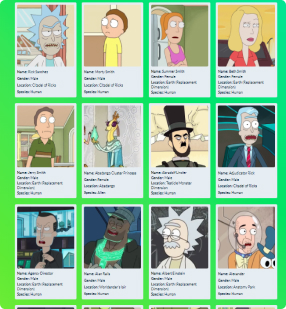 Name: Rick Sanchez
Gender: Male
Location: Citadel of Ricks
Species: Human
Name: Morty Smith
Gender: Male
Location: Citadel of Ricks
Species: Human
Name: Summer Smith
Gender: Female
Location: Earth (Replacement
Dimension)
Species: Human
Name: Beth Smith
Gender: Female
Location: Earth (Replacement
Dimension)
Species: Human
Name: Jerry Smith
Gender: Male
Location: Earth (Replacement
Dimension)
Species: Human
Name: Abadango Cluster Princess
Gender: Female
Location: Abadango
Species: Alien
Gender: Male
Location: Testicle Monster
Dimension
Species: Human
Name: Adjudicator Rick
Gender: Male
Location: Citadel of Ricks
Species: Human
Name: Agency Director
Gender: Male
Location: Earth (Replacement
Dimension)
Species: Human
Name: Alan Rails
Gender: Male
Location: Worldender's lair
Species: Human
Name: Albert Einstein
Gender: Male
Location: Earth (Replacement
Dimension)
Species: Human
Name: Alexander
Gender: Male
Location: Anatomy Park
Species: Human